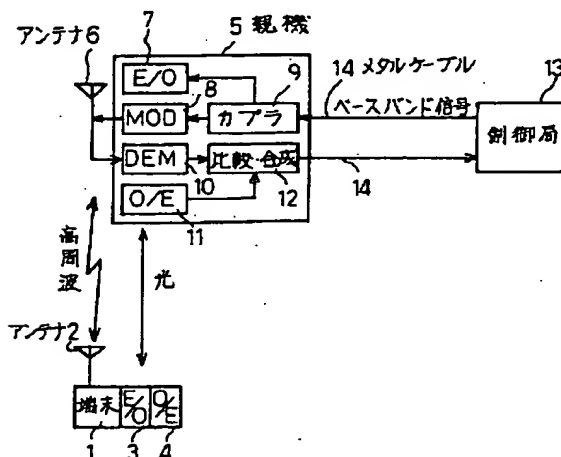 アンテナ6
7
5 親機
E/O
8
9
MOD
カプラ
14 メタルケーブル
ベースバンド信号
13
制御局
DEM
10
比較・合成
12
14
O/E
11
高周波
光
アンテナ2
端末
E/O
O/E
1
3
4